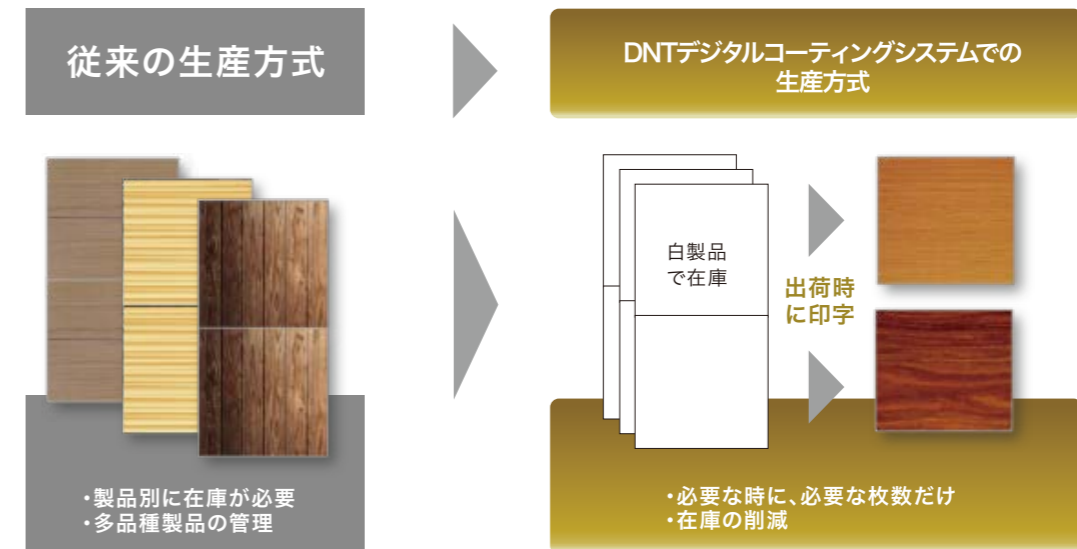 従来の生産方式
DNTデジタルコーティングシステムでの
生産方式
白製品
で在庫
出荷時
に印字
・製品別に在庫が必要
・多品種製品の管理
・必要な時に、必要な枚数だけ
・在庫の削減